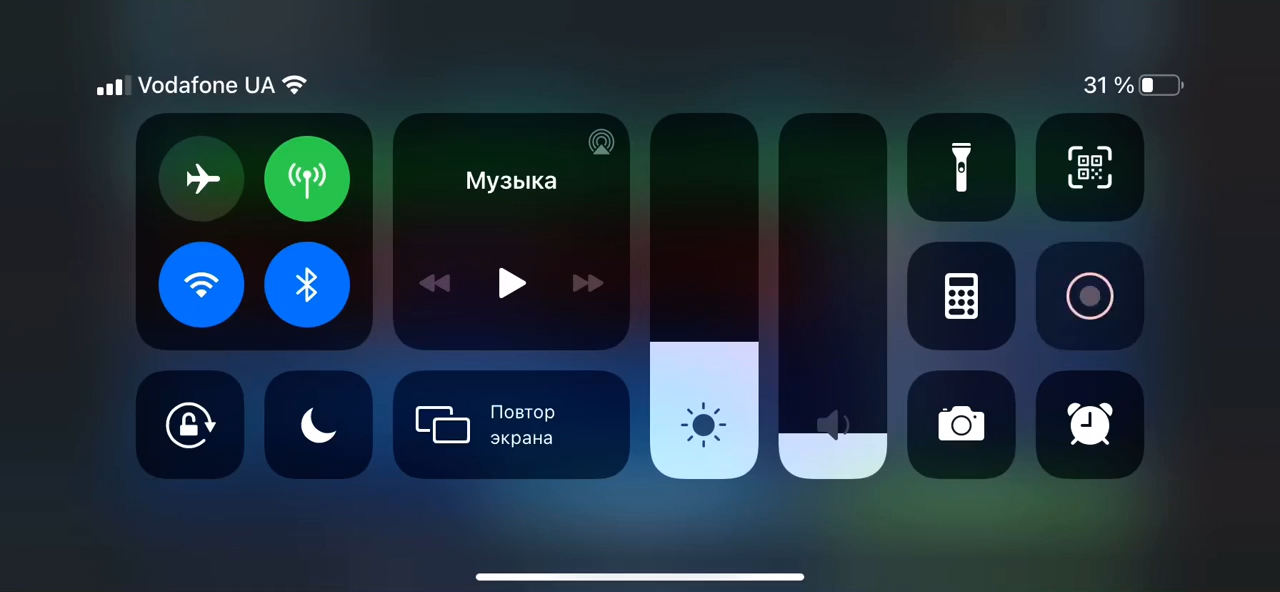 Vodafone UA
31 %
Музыка
Повтор
экрана